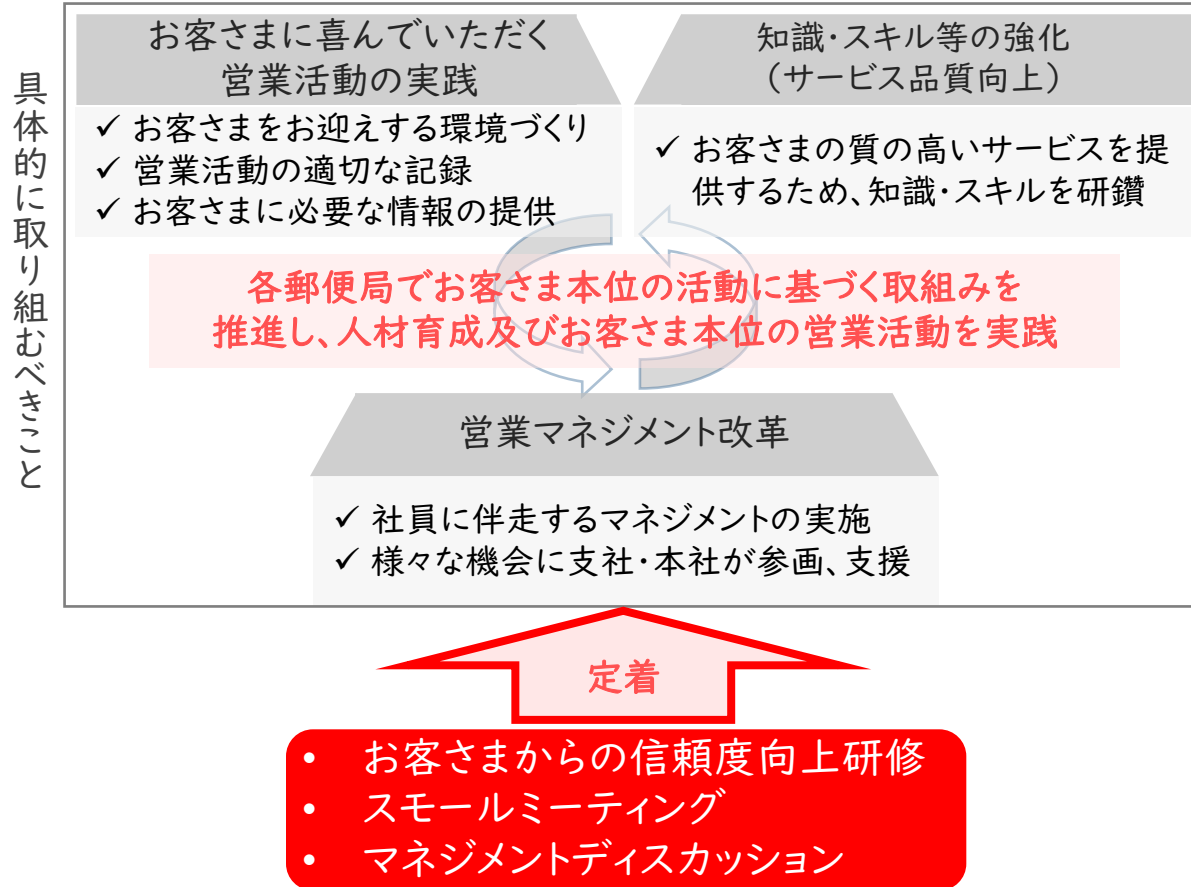 具体的に取り組むべきこと
お客さまに喜んでいただく
営業活動の実践
✓ お客さまをお迎えする環境づくり
✓ 営業活動の適切な記録
✓ お客さまに必要な情報の提供
知識・スキル等の強化
(サービス品質向上)
✓ お客さまの質の高いサービスを提
供するため、知識・スキルを研鑽
各郵便局でお客さま本位の活動に基づく取組みを
推進し、人材育成及びお客さま本位の営業活動を実践
営業マネジメント改革
✓ 社員に伴走するマネジメントの実施
✓ 様々な機会に支社・本社が参画、支援
定着
• お客さまからの信頼度向上研修
• スモールミーティング
• マネジメントディスカッション